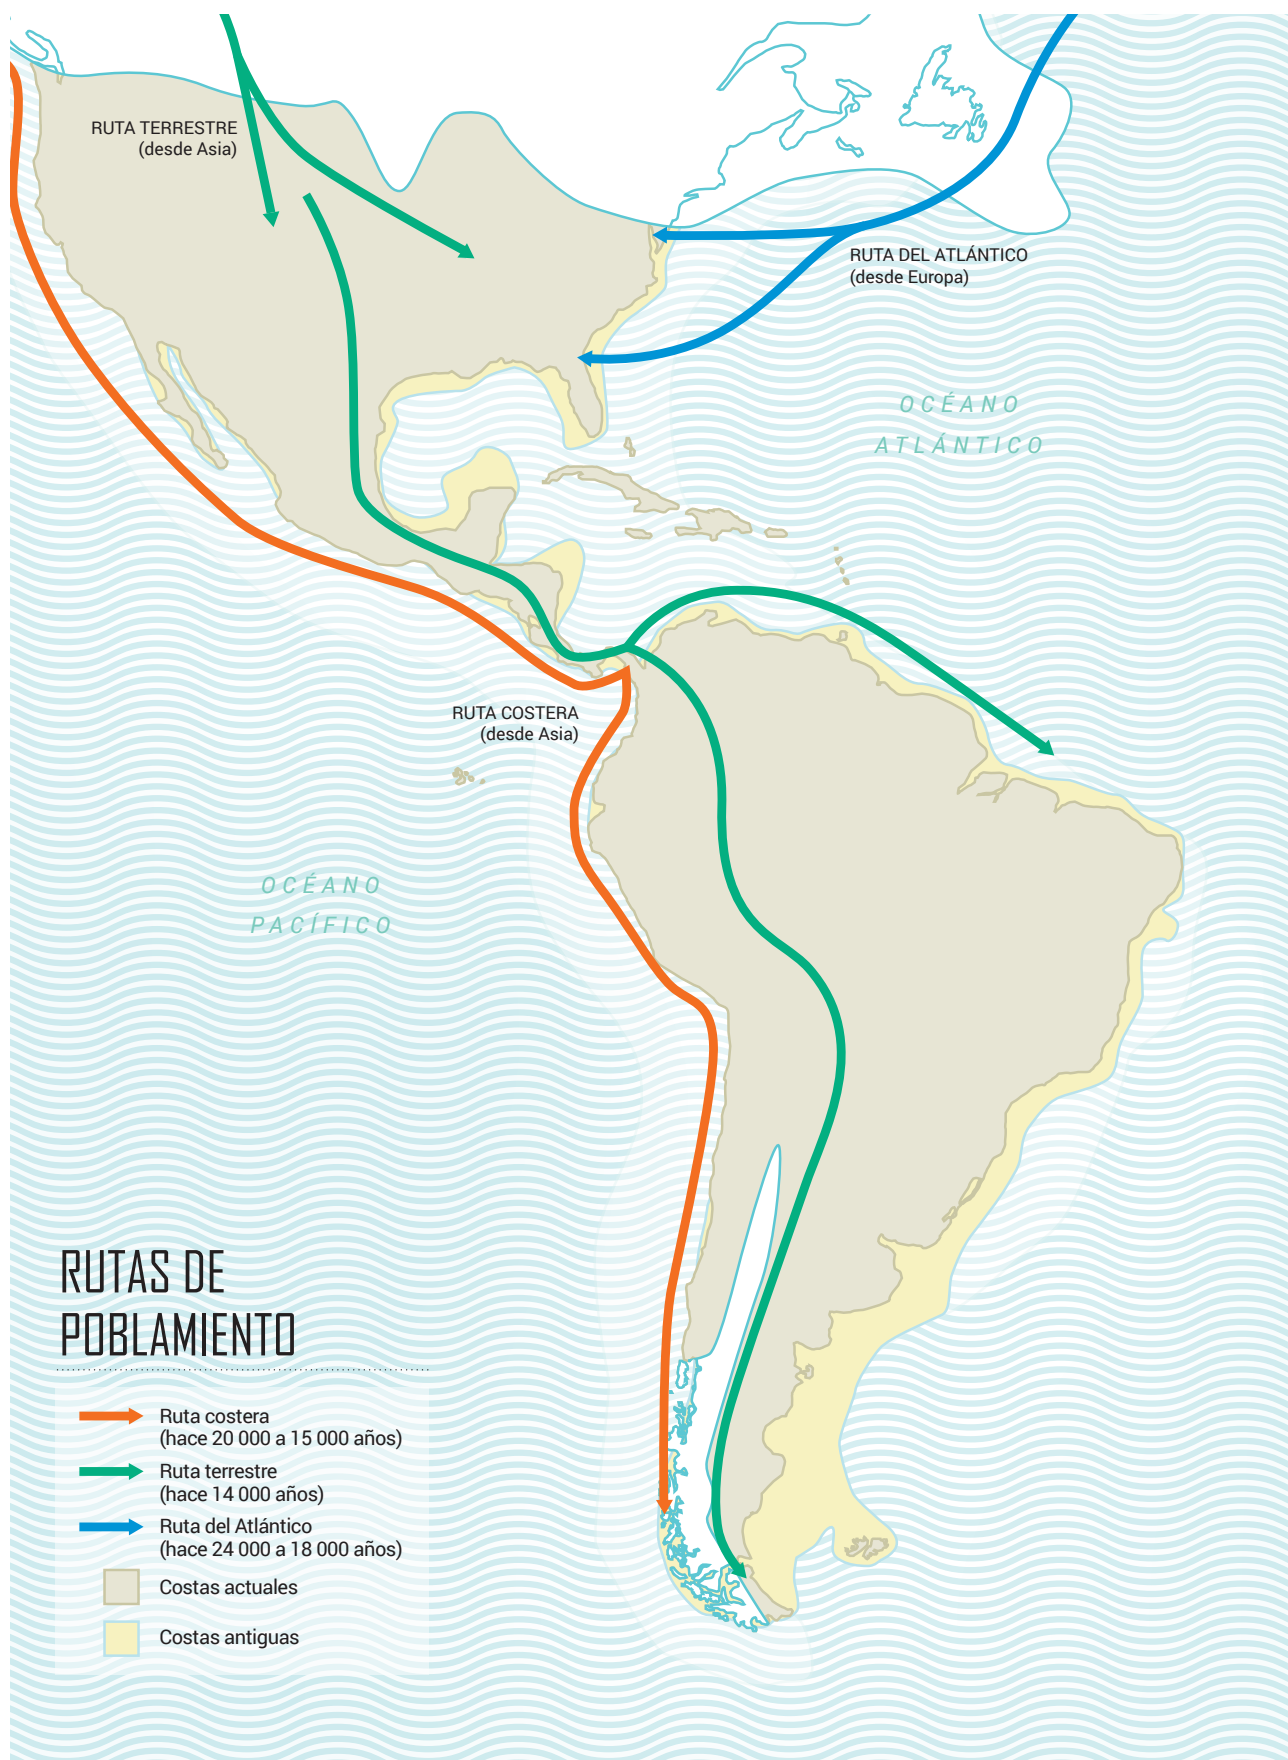 RUTA TERRESTRE
(desde Asia)
RUTA DEL ATLÁNTICO
(desde Europa)
OCÉANO
ATLÁNTICO
RUTA COSTERA
(desde Asia)
OCÉANO
PACÍFICO
RUTAS DE
POBLAMIENTO
Ruta costera
(hace 20 000 a 15 000 años)
Ruta terrestre
(hace 14 000 años)
Ruta del Atlántico
(hace 24 000 a 18 000 años)
Costas actuales
Costas antiguas